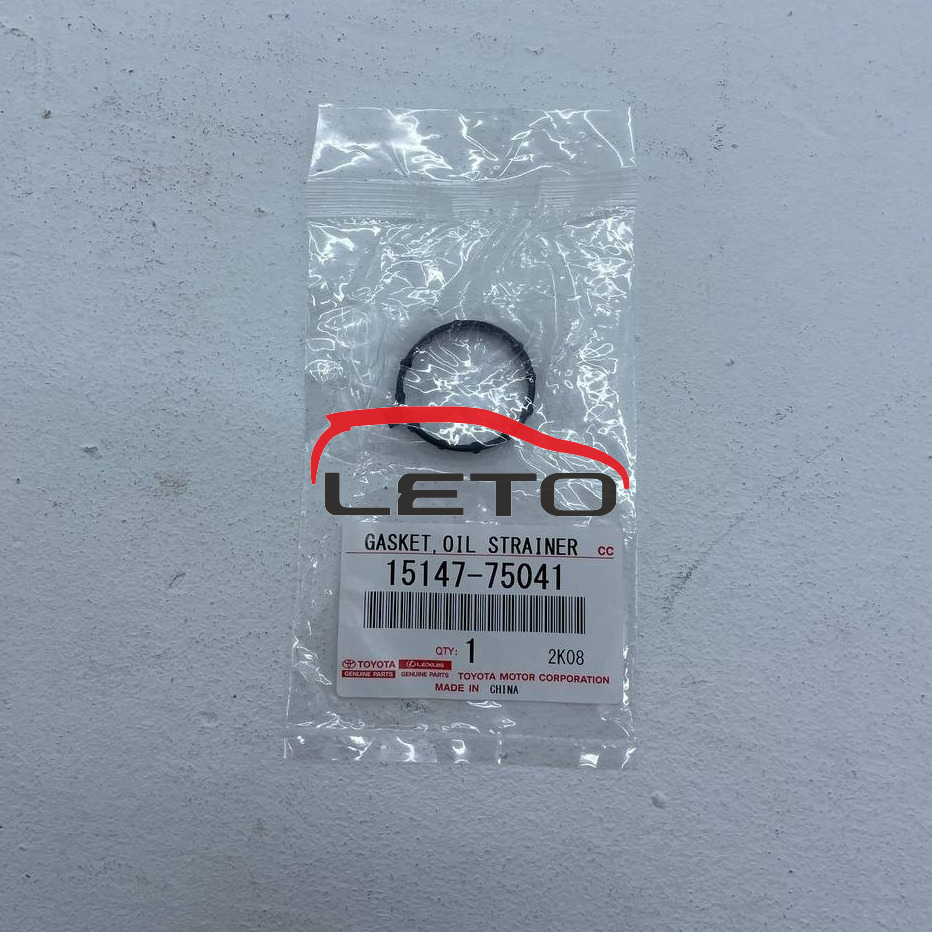 LETO
GASKET, OIL STRAINER CC
15147-75041
QTY: 1 2K08
TOYOTA LEXUS
GENUINE PARTS GENUINE PARTS TOYOTA MOTOR CORPORATION
MADE IN CHINA